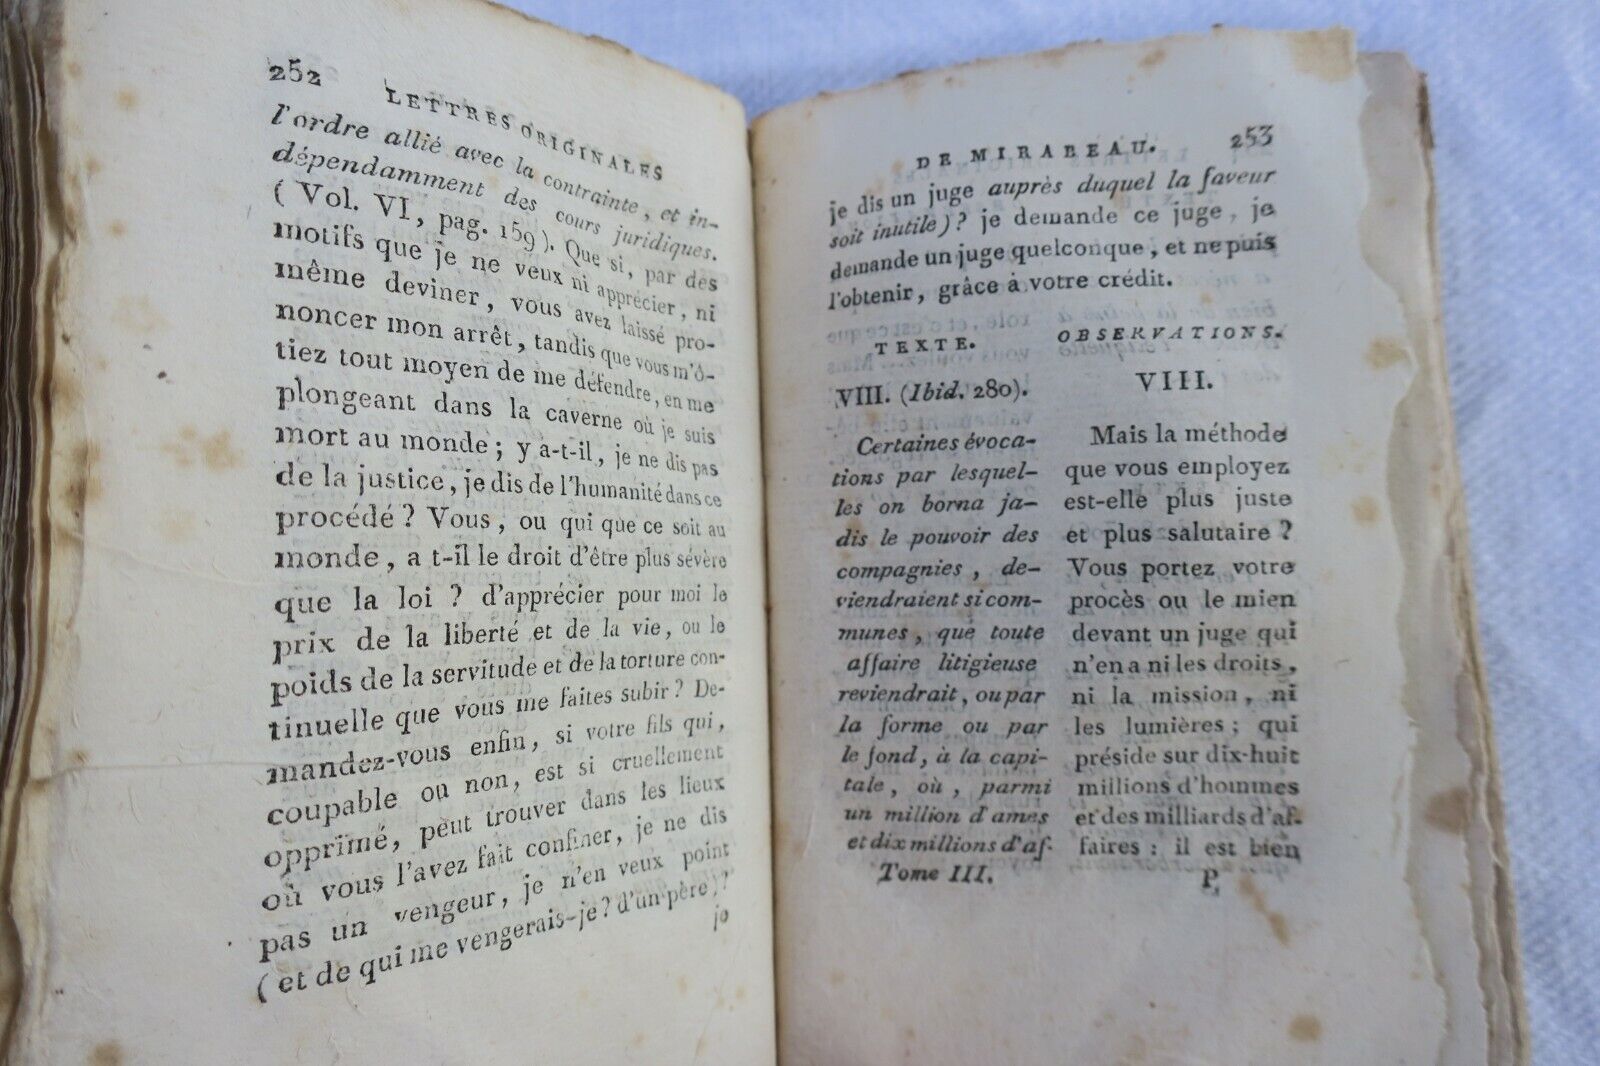 252 LETTRES ORIGINALES
l'ordre allié avec la contrainte, et in-
dépendamment des cours juridiques.
( Vol. VI, pag. 159). Que si, par des
motifs que je ne veux ni apprécier, ni
même deviner, vous avez laissé pro-
noncer mon arrêt, tandis que vous m'ô-
tiez tout moyen de me défendre, en me
plongeant dans la caverne où je suis
mort au monde ; y a-t-il, je ne dis pas
de la justice, je dis de l'humanité dans ce
procédé ? Vous, ou qui que ce soit au
monde, a t-il le droit d'être plus sévère
que la loi ? d'apprécier pour moi le
prix de la liberté et de la vie, ou le
poids de la servitude et de la torture con-
tinuelle que vous me faites subir ? De-
mandez-vous enfin, si votre fils qui,
coupable ou non, est si cruellement
opprimé, peut trouver dans les lieux
où vous l'avez fait confiner, je ne dis
pas un vengeur, je n'en veux point
( et de qui me vengerais-je ? d'un père)?
je
DE MIRABEAU. 253
je dis un juge auprès duquel la faveur
soit inutile)? je demande ce juge, je
demande un juge quelconque, et ne puis
l'obtenir, grâce à votre crédit.
TEXTE. OBSERVATIONS.
VIII. (Ibid. 280).
Certaines évoca-
tions par lesquel-
les on borna ja-
dis le pouvoir des
compagnies, de-
viendraient si com-
munes, que toute
affaire litigieuse
reviendrait, ou par
la forme ou par
le fond, à la capi-
tale, où, parmi
un million d'ames
et dix millions d'af-
VIII.
Mais la méthode
que vous employez
est-elle plus juste
et plus salutaire ?
Vous portez votre
procès ou le mien
devant un juge qui
n'en a ni les droits,
ni la mission, ni
les lumières ; qui
préside sur dix-huit
millions d'hommes
et des milliards d'af-
faires : il est bien
Tome III. P